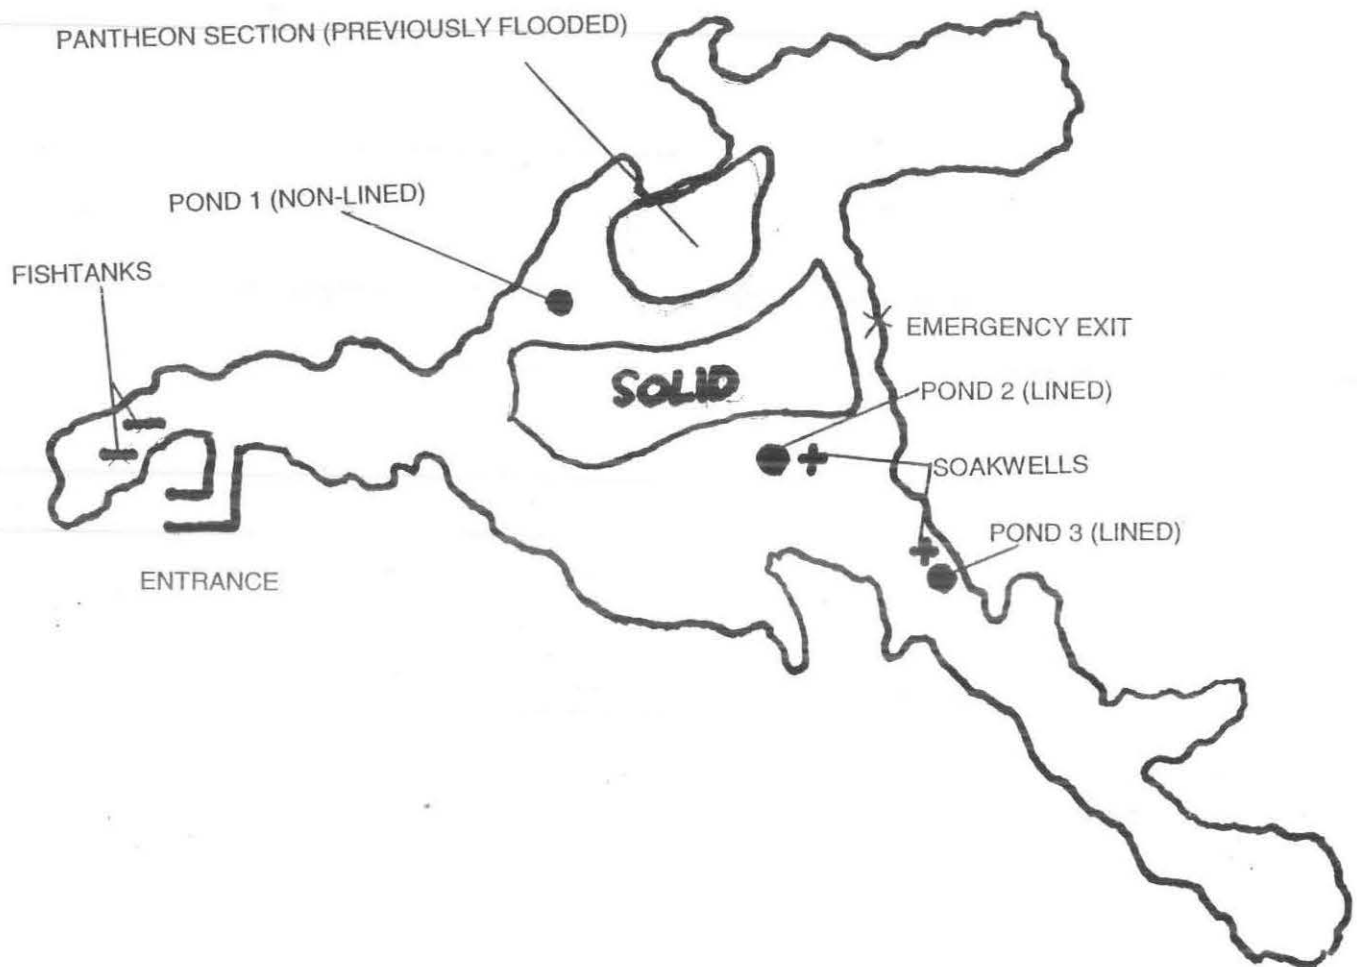 PANTHEON SECTION (PREVIOUSLY FLOODED)
POND 1 (NON-LINED)
FISHTANKS
EMERGENCY EXIT
SOLID
POND 2 (LINED)
SOAKWELLS
POND 3 (LINED)
ENTRANCE